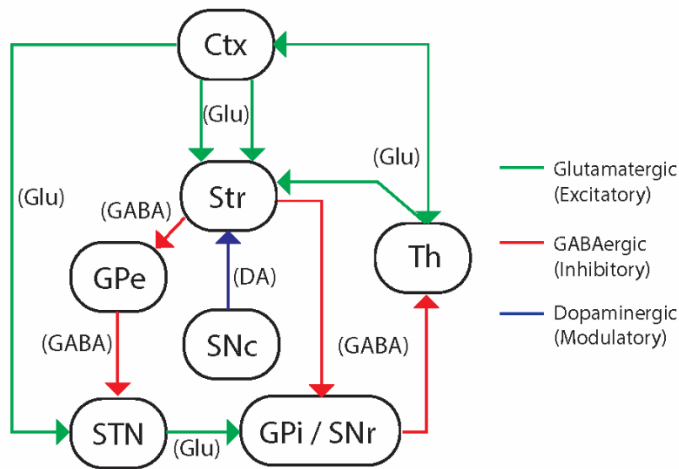 Ctx
(Glu)
(Glu)
(Glu)
Str
(GABA)
Th
GPe
(DA)
(GABA)
SNc
(GABA)
STN
(Glu)
GPi / SNr
Glutamatergic
(Excitatory)
GABAergic
(Inhibitory)
Dopaminergic
(Modulatory)